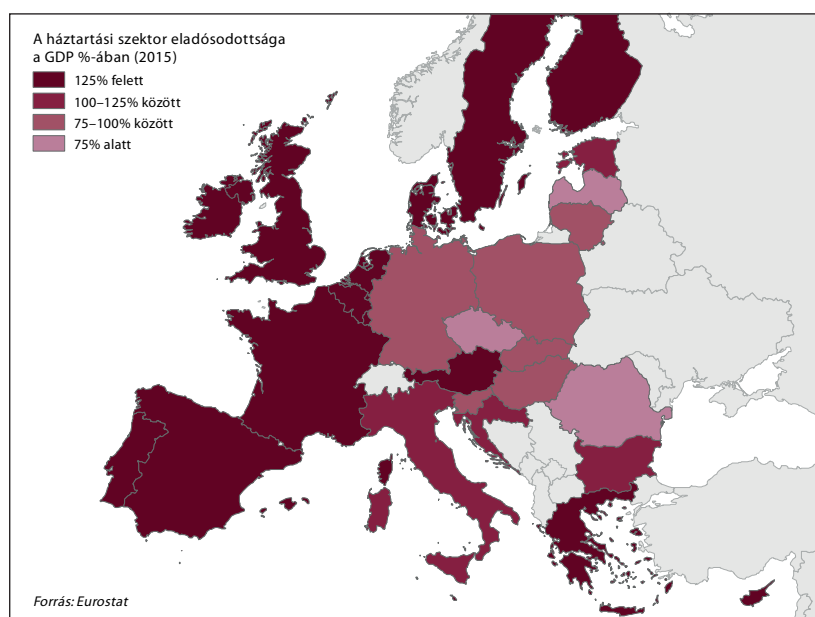 A háztartási szektor eladósodottsága
a GDP %-ában (2015)
125% felett
100–125% között
75–100% között
75% alatt
Forrás: Eurostat